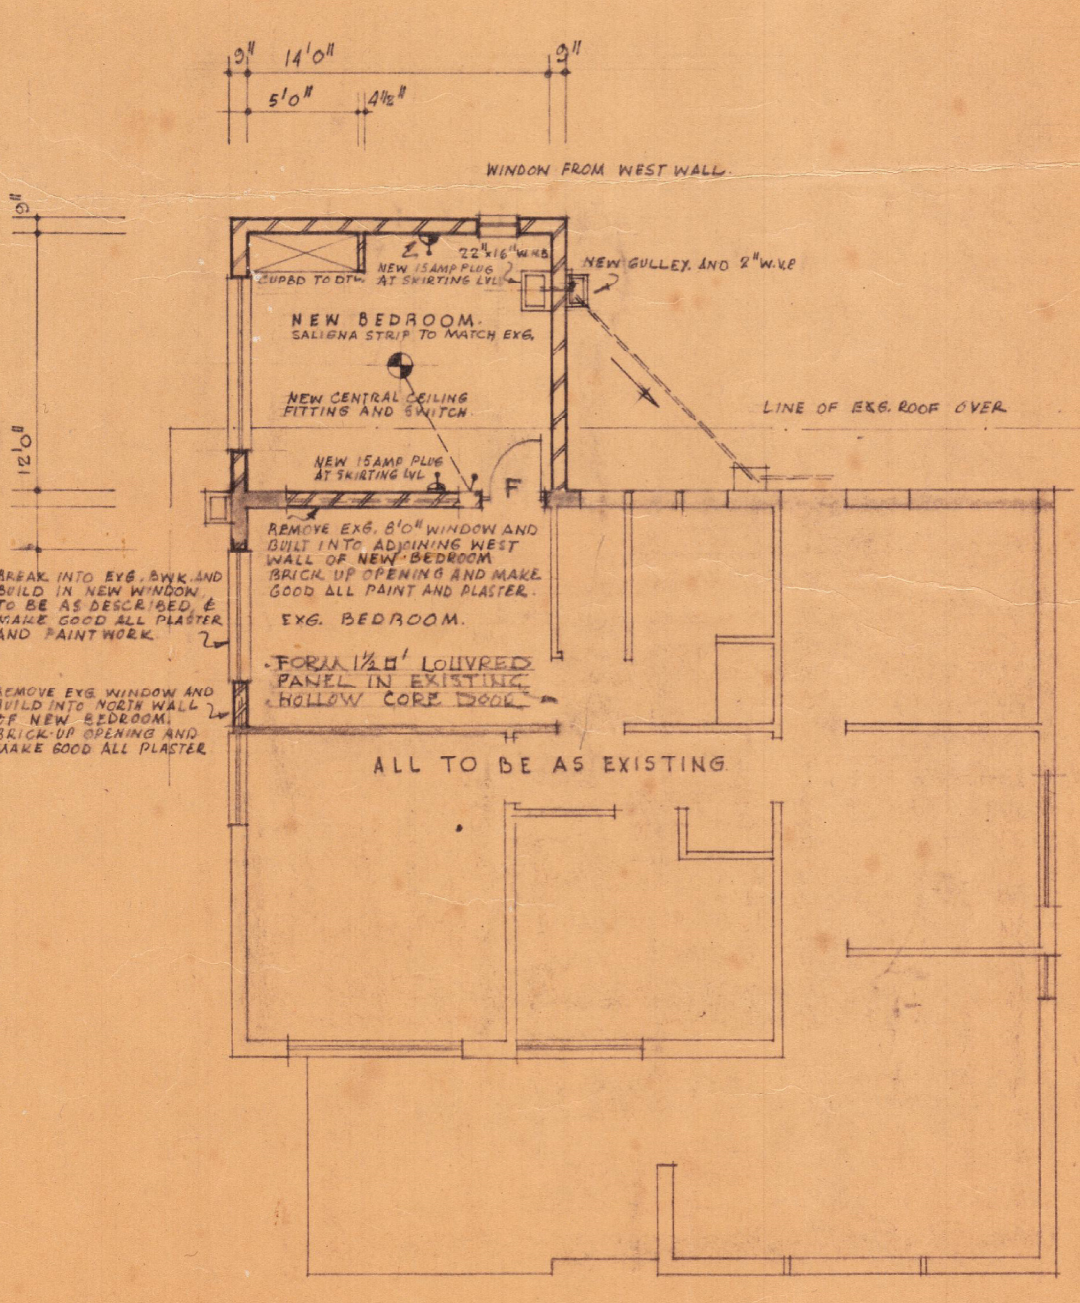 9" 14'0" 9"
5'0" 4½"
WINDOW FROM WEST WALL.
9"
22"x16" W.H.B
NEW GULLEY. AND 2" W.V.P
CUPBD TO DTL.
NEW 15AMP PLUG
AT SKIRTING LVL
NEW BEDROOM.
SALIGNA STRIP TO MATCH EXG.
NEW CENTRAL CEILING
FITTING AND SWITCH
LINE OF EXG. ROOF OVER
12'0"
NEW 15AMP PLUG
AT SKIRTING LVL
F
REMOVE EXG. 8'0" WINDOW AND
BUILT INTO ADJOINING WEST
WALL OF NEW BEDROOM
BRICK UP OPENING AND MAKE
GOOD ALL PAINT AND PLASTER.
BREAK INTO EXG. BWK. AND
BUILD IN NEW WINDOW
TO BE AS DESCRIBED, &
MAKE GOOD ALL PLASTER
AND PAINTWORK
EXG. BEDROOM.
FORM 1½ □' LOUVRED
PANEL IN EXISTING
HOLLOW CORE DOOR
REMOVE EXG WINDOW AND
BUILD INTO NORTH WALL
OF NEW BEDROOM.
BRICK-UP OPENING AND
MAKE GOOD ALL PLASTER
ALL TO BE AS EXISTING